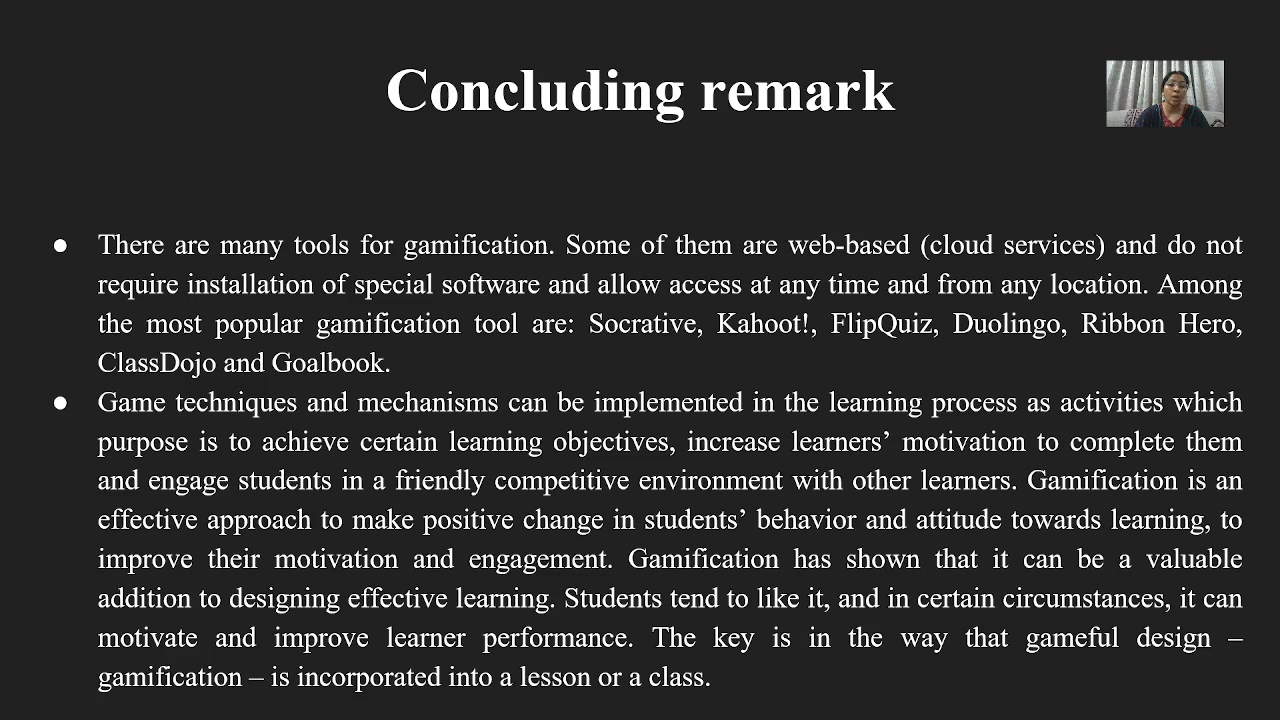 Concluding remark
● There are many tools for gamification. Some of them are web-based (cloud services) and do not
require installation of special software and allow access at any time and from any location. Among
the most popular gamification tool are: Socrative, Kahoot!, FlipQuiz, Duolingo, Ribbon Hero,
ClassDojo and Goalbook.
● Game techniques and mechanisms can be implemented in the learning process as activities which
purpose is to achieve certain learning objectives, increase learners’ motivation to complete them
and engage students in a friendly competitive environment with other learners. Gamification is an
effective approach to make positive change in students’ behavior and attitude towards learning, to
improve their motivation and engagement. Gamification has shown that it can be a valuable
addition to designing effective learning. Students tend to like it, and in certain circumstances, it can
motivate and improve learner performance. The key is in the way that gameful design –
gamification – is incorporated into a lesson or a class.